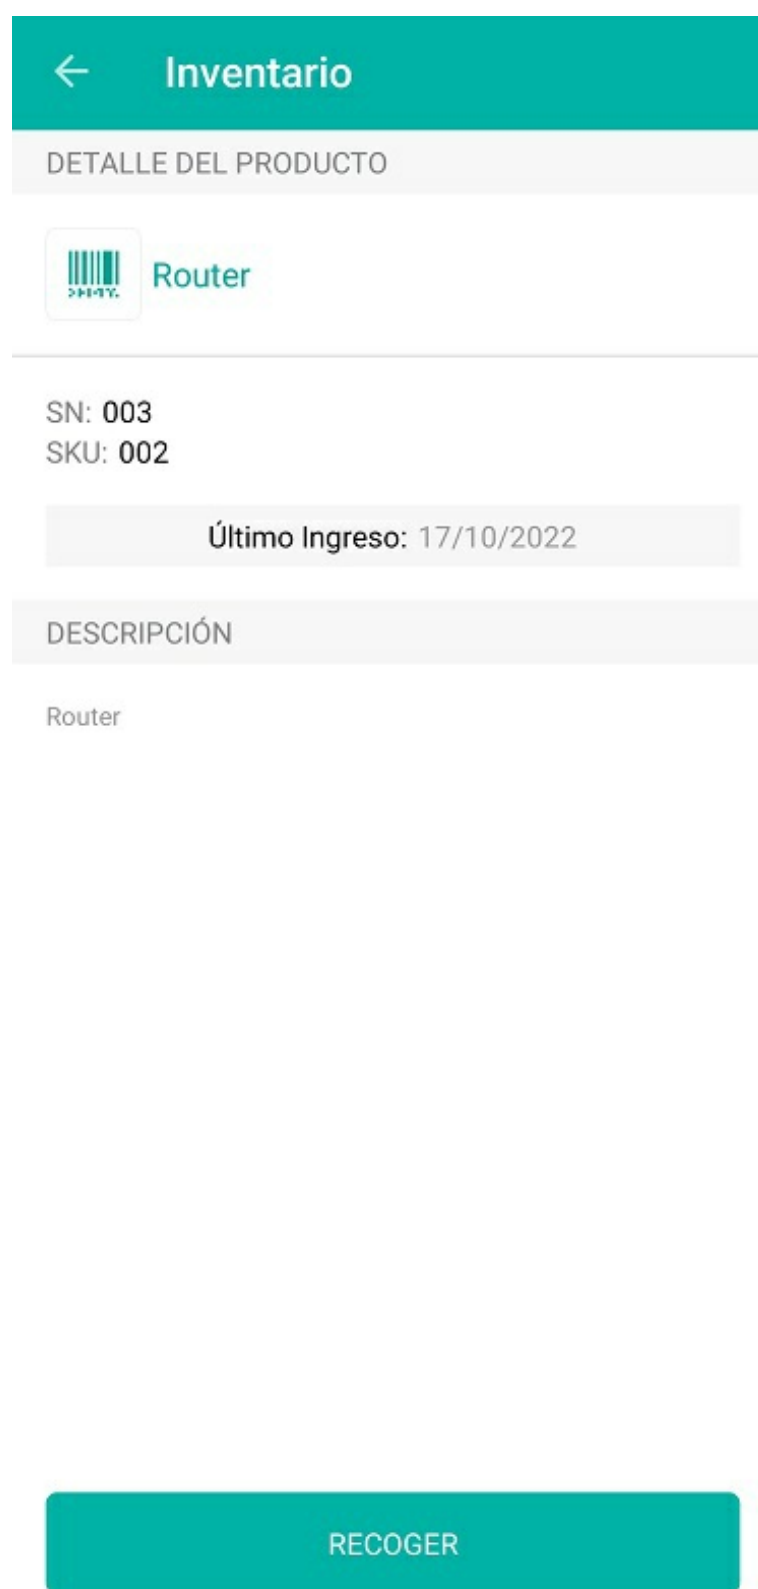 Inventario
DETALLE DEL PRODUCTO
Router
SN: 003
SKU: 002
Último Ingreso: 17/10/2022
DESCRIPCIÓN
Router
RECOGER